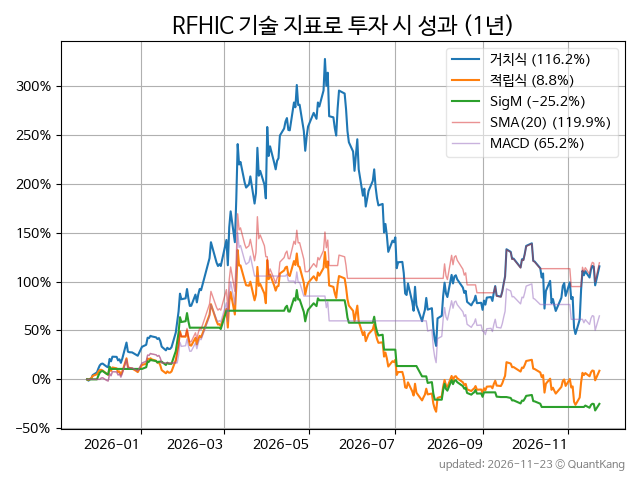 RFHIC 기술 지표로 투자 시 성과 (1년)
거치식 (116.2%)
적립식 (8.8%)
SigM (−25.2%)
SMA(20) (119.9%)
MACD (65.2%)
300%
250%
200%
150%
100%
50%
0%
−50%
2026−01 2026−03 2026−05 2026−07 2026−09 2026−11
updated: 2026−11−23 © QuantKang